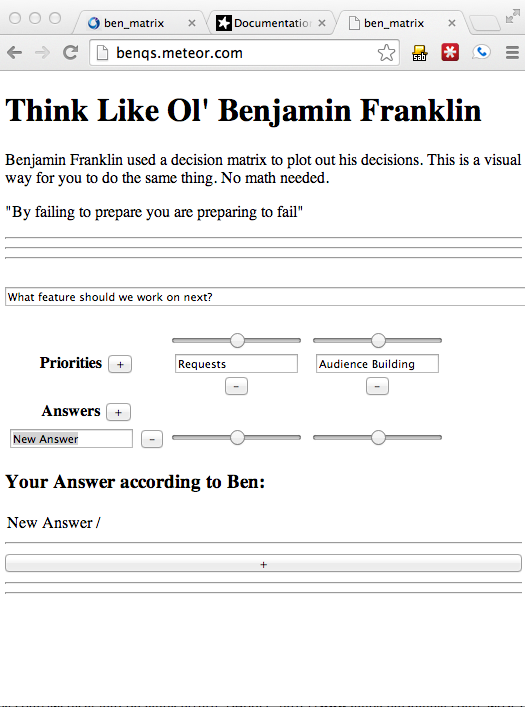 ben_matrix
Documentation
ben_matrix
benqs.meteor.com
sab
Think Like Ol' Benjamin Franklin
Benjamin Franklin used a decision matrix to plot out his decisions. This is a visual
way for you to do the same thing. No math needed.
"By failing to prepare you are preparing to fail"
What feature should we work on next?
Priorities +
Requests
Audience Building
-
-
Answers +
New Answer
-
Your Answer according to Ben:
New Answer /
+